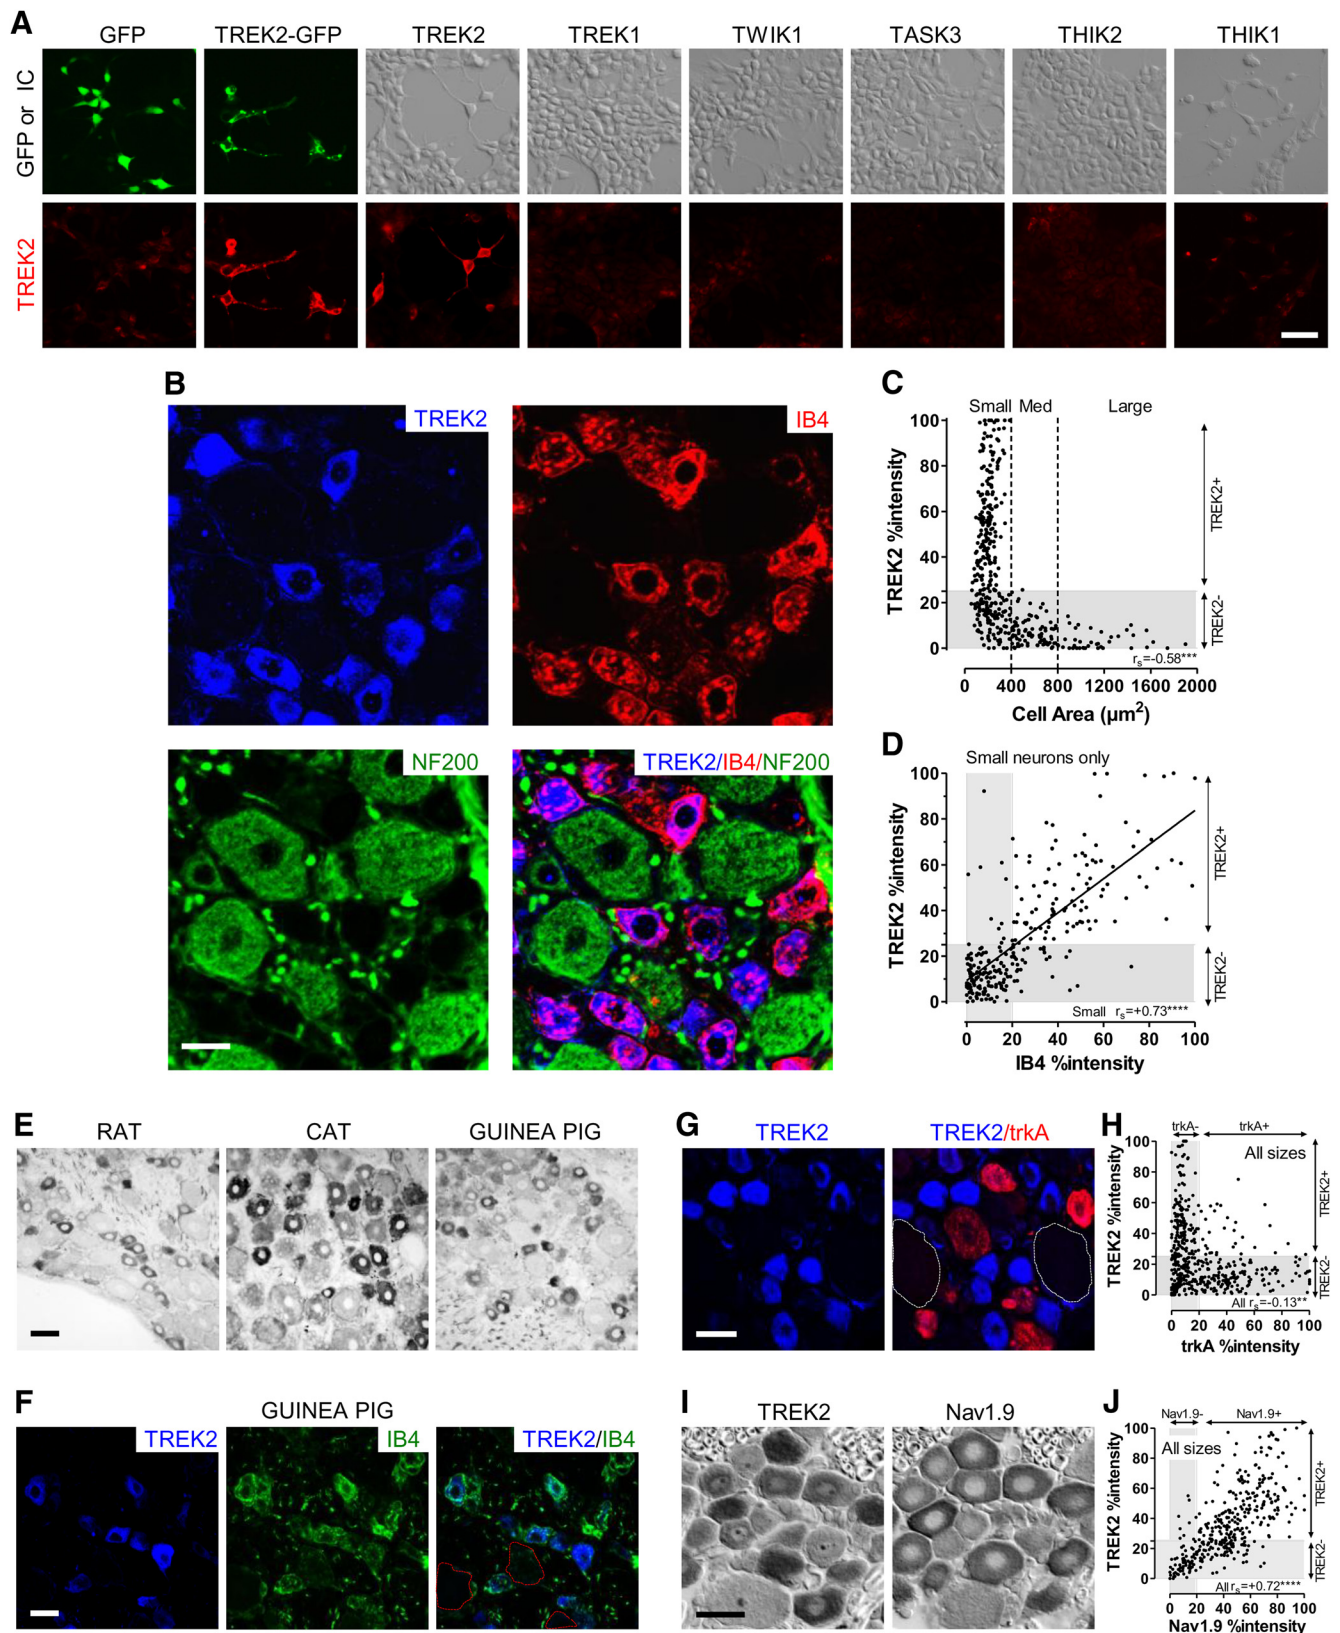 A
GFP TREK2-GFP TREK2 TREK1 TWIK1 TASK3 THIK2 THIK1
GFP or IC
TREK2
B
TREK2
IB4
NF200
TREK2/IB4/NF200
C
Small Med Large
100
80
60
40
20
0
TREK2 %intensity
TREK2+
TREK2-
rs=-0.58***
0 400 800 1200 1600 2000
Cell Area (µm2)
D
Small neurons only
100
80
60
40
20
0
TREK2 %intensity
TREK2+
TREK2-
Small rs=+0.73****
0 20 40 60 80 100
IB4 %intensity
E
RAT CAT GUINEA PIG
F
GUINEA PIG
TREK2
IB4
TREK2/IB4
G
TREK2
TREK2/trkA
H
trkA- trkA+
All sizes
100
80
60
40
20
0
TREK2 %intensity
TREK2+
TREK2-
All rs=-0.13**
0 20 40 60 80 100
trkA %intensity
I
TREK2 Nav1.9
J
Nav1.9- Nav1.9+
All sizes
100
80
60
40
20
0
TREK2 %intensity
TREK2+
TREK2-
All rs=+0.72****
0 20 40 60 80 100
Nav1.9 %intensity